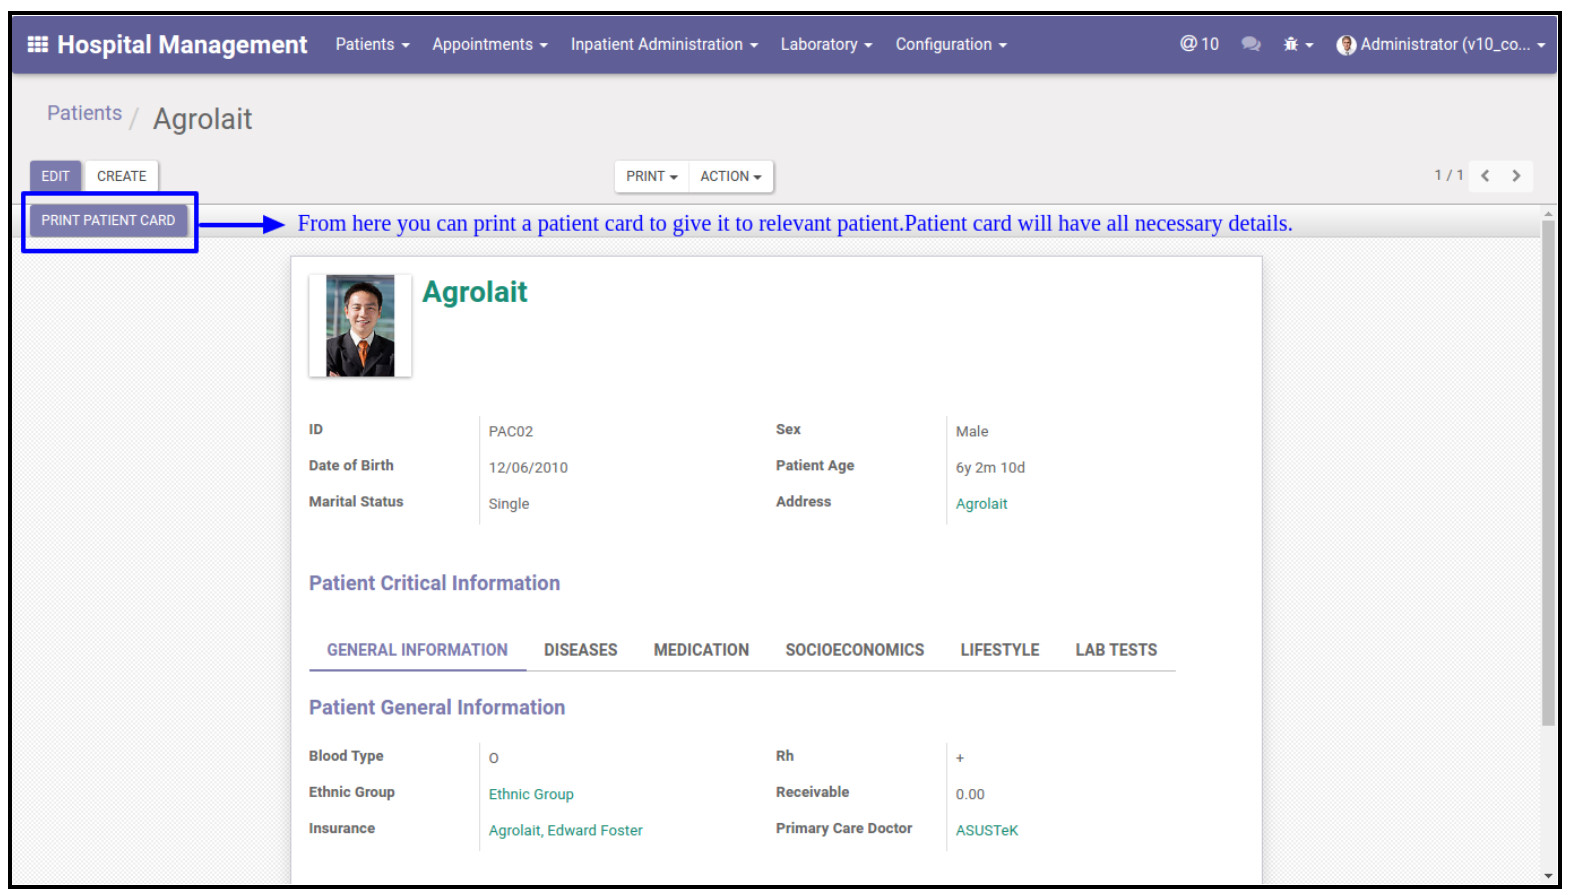 Hospital Management Patients Appointments Inpatient Administration Laboratory Configuration @ 10 Administrator (v10_co...
Patients / Agrolait
EDIT CREATE PRINT ACTION 1 / 1
PRINT PATIENT CARD From here you can print a patient card to give it to relevant patient.Patient card will have all necessary details.
Agrolait
ID PAC02 Sex Male
Date of Birth 12/06/2010 Patient Age 6y 2m 10d
Marital Status Single Address Agrolait
Patient Critical Information
GENERAL INFORMATION DISEASES MEDICATION SOCIOECONOMICS LIFESTYLE LAB TESTS
Patient General Information
Blood Type O Rh +
Ethnic Group Ethnic Group Receivable 0.00
Insurance Agrolait, Edward Foster Primary Care Doctor ASUSTeK